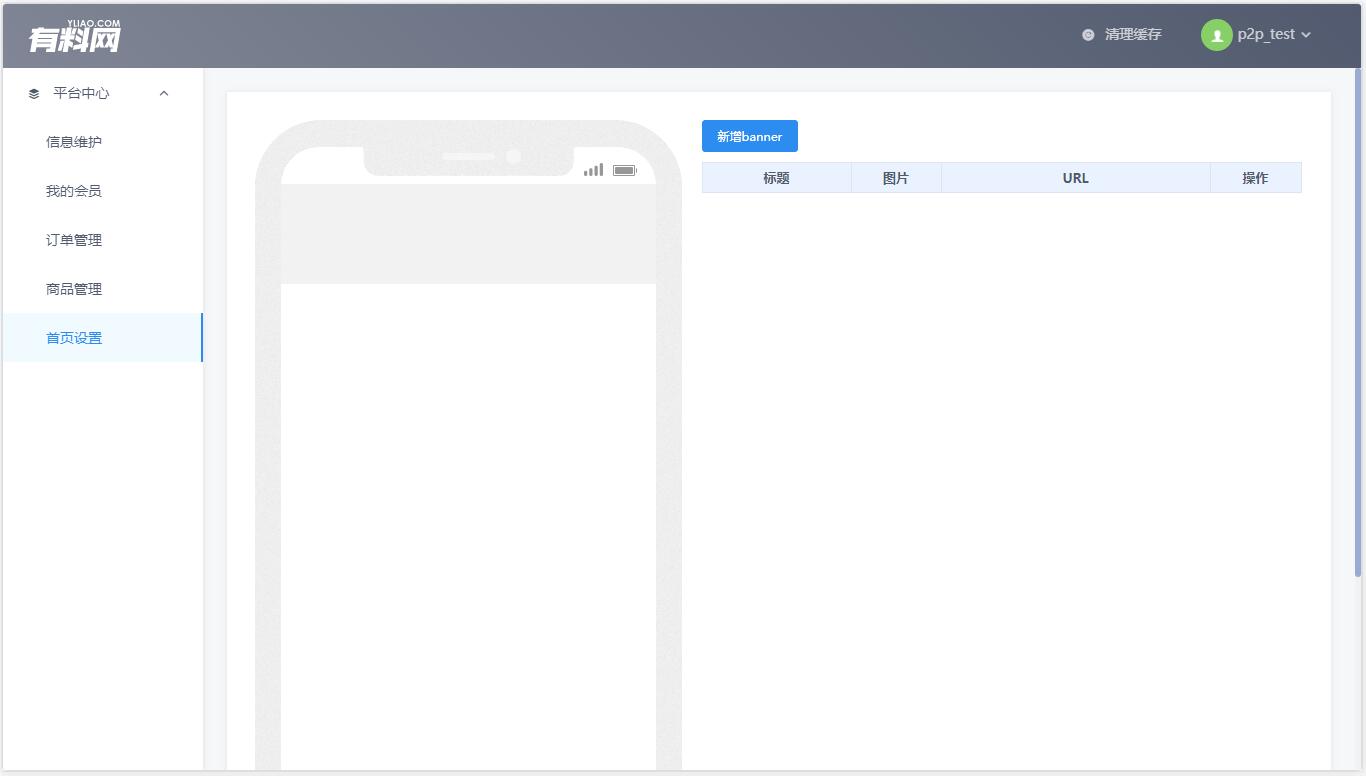 YLIAO.COM
有料网
清理缓存
p2p_test
平台中心
信息维护
我的会员
订单管理
商品管理
首页设置
新增banner
标题 图片 URL 操作